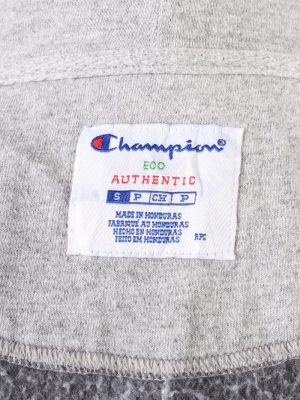 Champion®
ECO
AUTHENTIC
S P CH P
MADE IN HONDURAS
FABRIQUÉ AU HONDURAS
HECHO EN HONDURAS
FEITO EM HONDURAS RPC